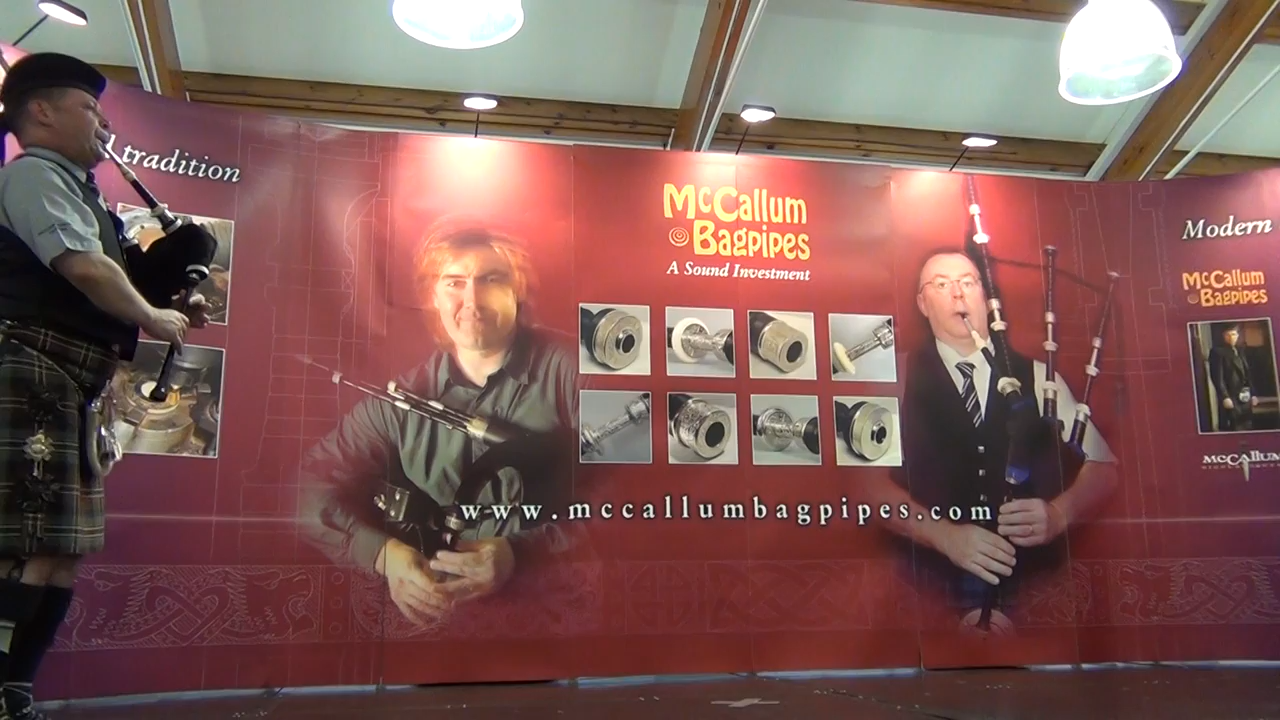 tradition
McCallum
Bagpipes
A Sound Investment
www.mccallumbagpipes.com
Modern
McCallum
Bagpipes
McCallum